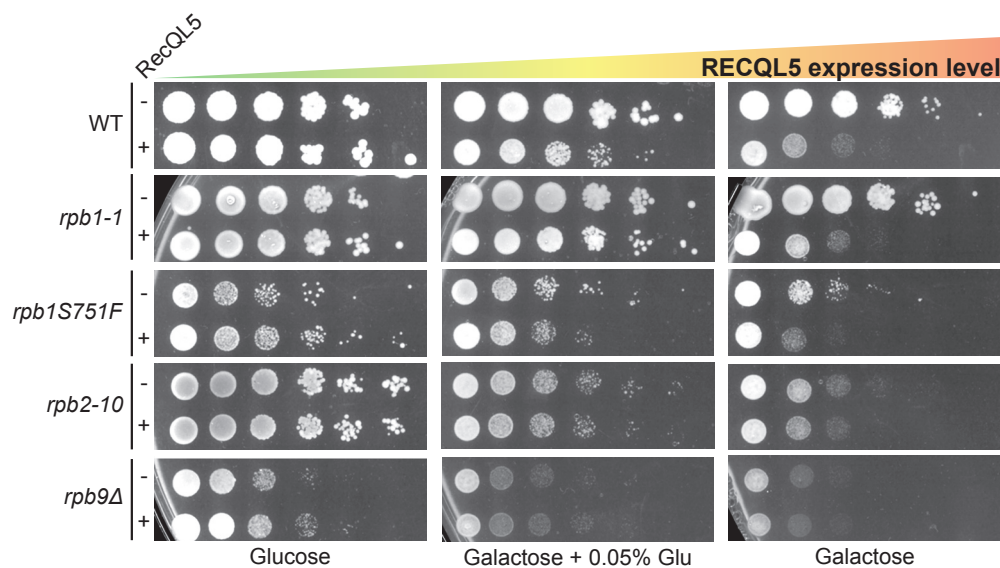 RecQL5
RECQL5 expression level
WT
-
+
rpb1-1
-
+
rpb1S751F
-
+
rpb2-10
-
+
rpb9Δ
-
+
Glucose
Galactose + 0.05% Glu
Galactose